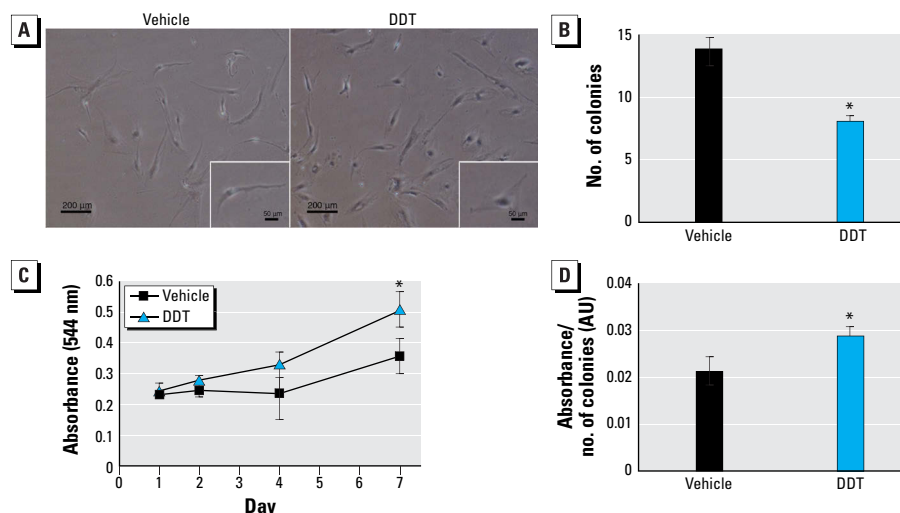 A
Vehicle
DDT
200 µm
50 µm
200 µm
50 µm
B
No. of colonies
15
10
5
0
*
Vehicle
DDT
C
Absorbance (544 nm)
0.6
0.5
0.4
0.3
0.2
0.1
0
Vehicle
DDT
*
0 1 2 3 4 5 6 7
Day
D
Absorbance/
no. of colonies (AU)
0.04
0.03
0.02
0.01
0
*
Vehicle
DDT